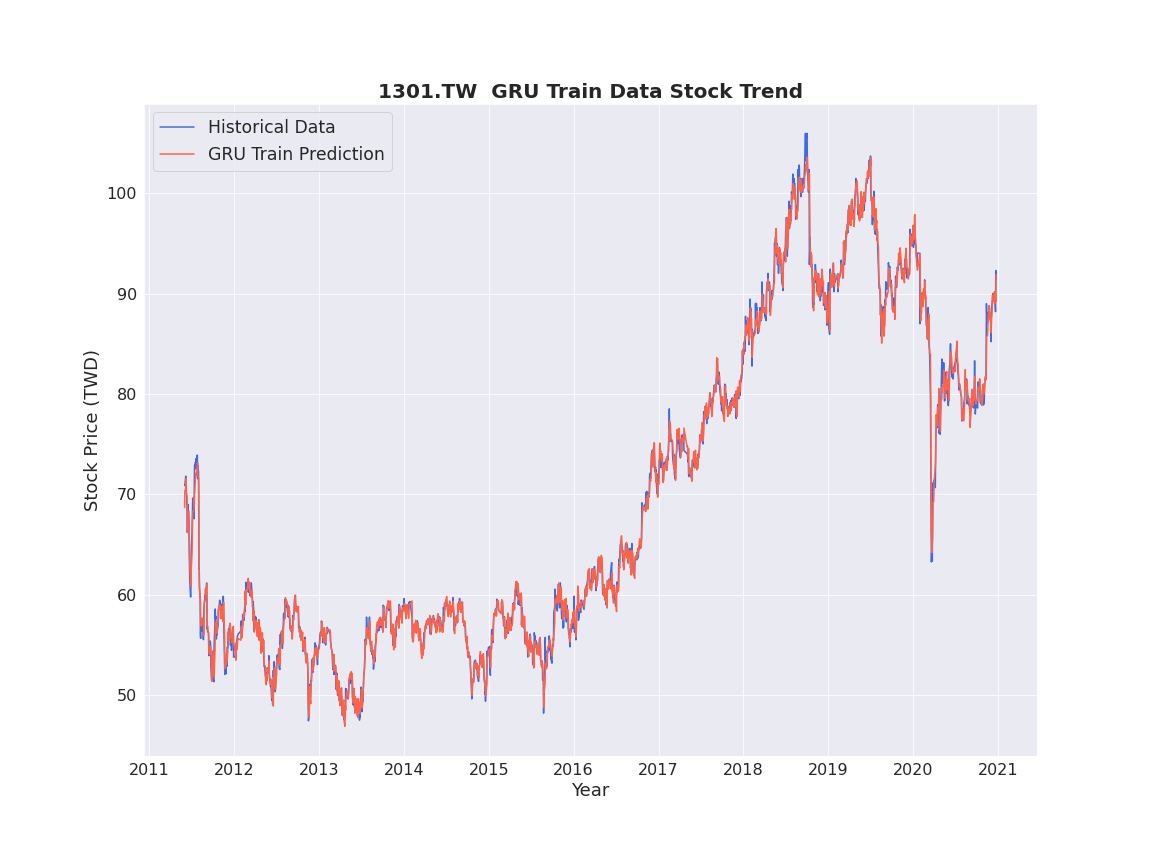 1301.TW  GRU Train Data Stock Trend
Historical Data
GRU Train Prediction
Stock Price (TWD)
100
90
80
70
60
50
2011 2012 2013 2014 2015 2016 2017 2018 2019 2020 2021
Year